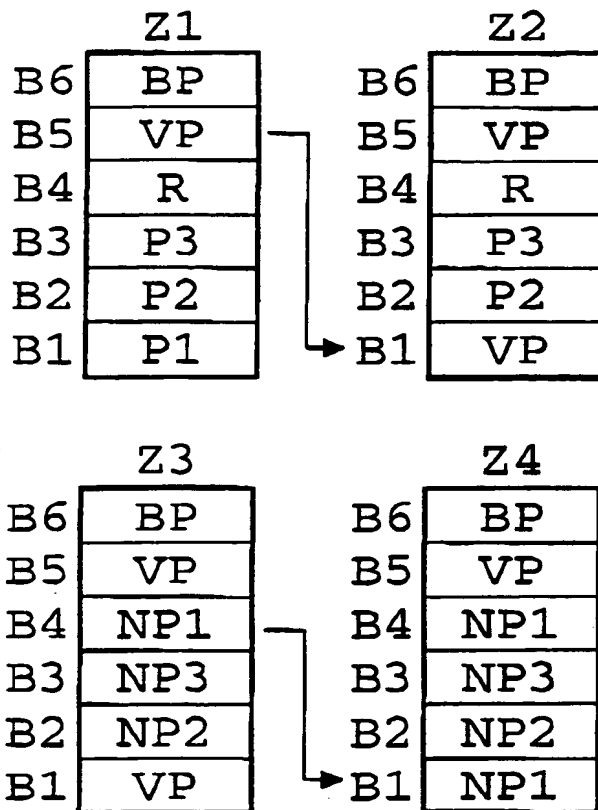 Z1 Z2
B6 BP B6 BP
B5 VP B5 VP
B4 R B4 R
B3 P3 B3 P3
B2 P2 B2 P2
B1 P1 B1 VP
Z3 Z4
B6 BP B6 BP
B5 VP B5 VP
B4 NP1 B4 NP1
B3 NP3 B3 NP3
B2 NP2 B2 NP2
B1 VP B1 NP1